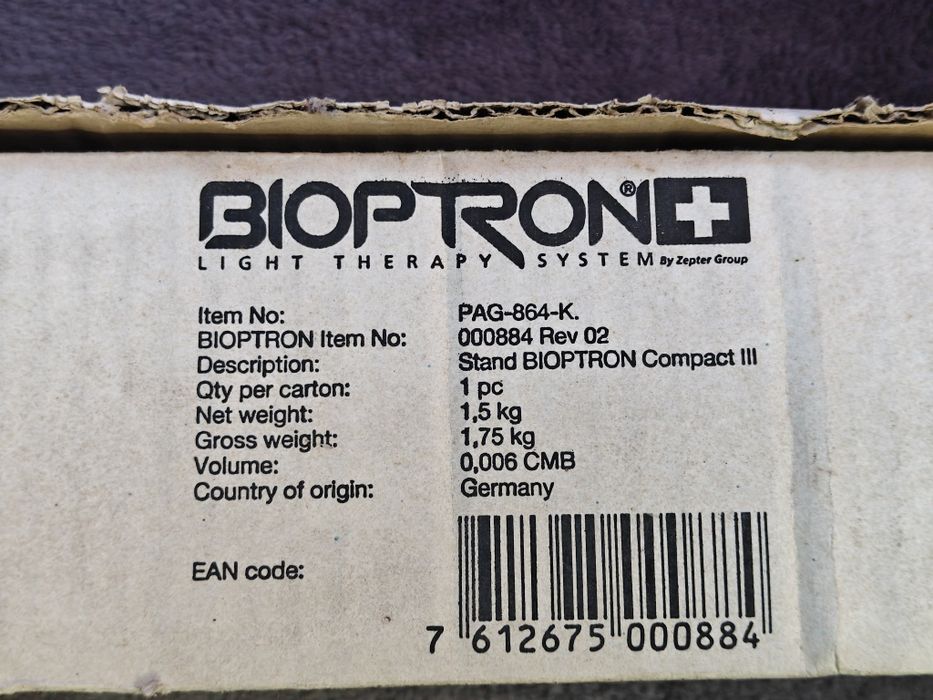 BIOPTRON®
LIGHT THERAPY SYSTEM By Zepter Group
Item No: PAG-864-K.
BIOPTRON Item No: 000884 Rev 02
Description: Stand BIOPTRON Compact III
Qty per carton: 1 pc
Net weight: 1,5 kg
Gross weight: 1,75 kg
Volume: 0,006 CMB
Country of origin: Germany
EAN code:
7 612675 000884